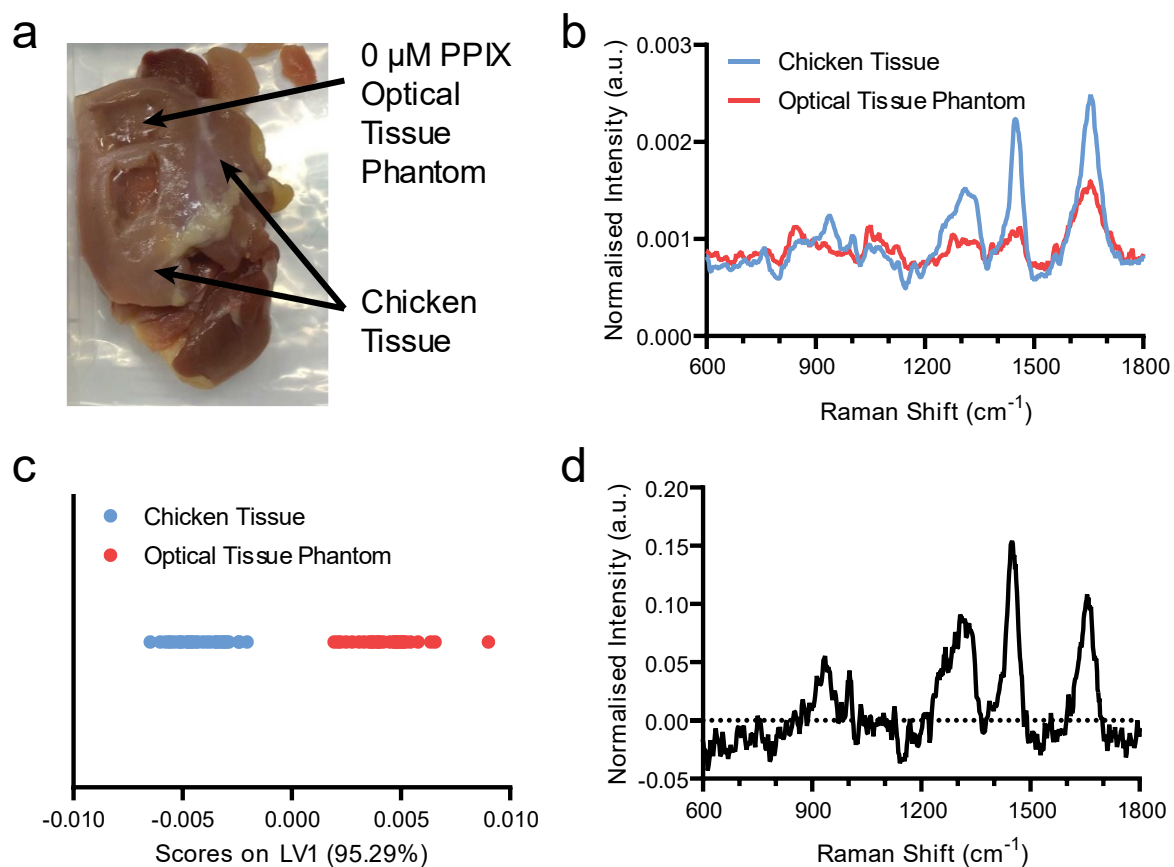 a
0 µM PPIX
Optical
Tissue
Phantom
Chicken
Tissue
b
Normalised Intensity (a.u.)
0.003
0.002
0.001
0.000
Chicken Tissue
Optical Tissue Phantom
600
900
1200
1500
1800
Raman Shift (cm⁻¹)
c
Chicken Tissue
Optical Tissue Phantom
-0.010
-0.005
0.000
0.005
0.010
Scores on LV1 (95.29%)
d
Normalised Intensity (a.u.)
0.20
0.15
0.10
0.05
0.00
-0.05
600
900
1200
1500
1800
Raman Shift (cm⁻¹)